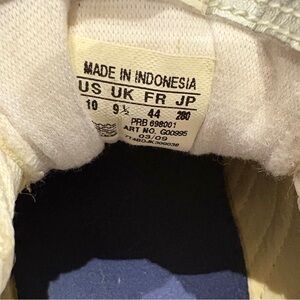 MADE IN INDONESIA
US UK FR JP
10 9½ 44 280
PRB 698001
ART NO. G00995
03/09